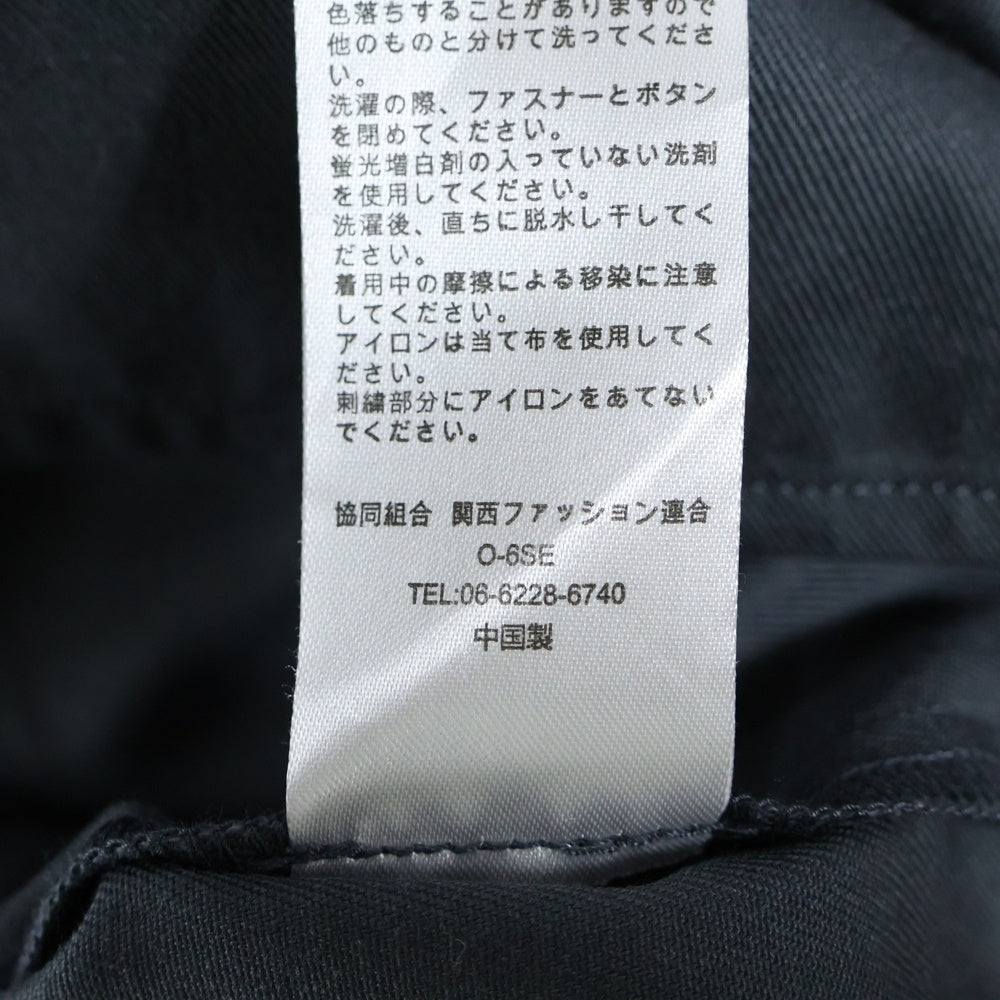 色落ちすることがありますので
他のものと分けて洗ってくださ
い。
洗濯の際、ファスナーとボタン
を閉めてください。
蛍光増白剤の入っていない洗剤
を使用してください。
洗濯後、直ちに脱水し干してく
ださい。
着用中の摩擦による移染に注意
してください。
アイロンは当て布を使用してく
ださい。
刺繍部分にアイロンをあてない
でください。
協同組合 関西ファッション連合
O-6SE
TEL:06-6228-6740
中国製